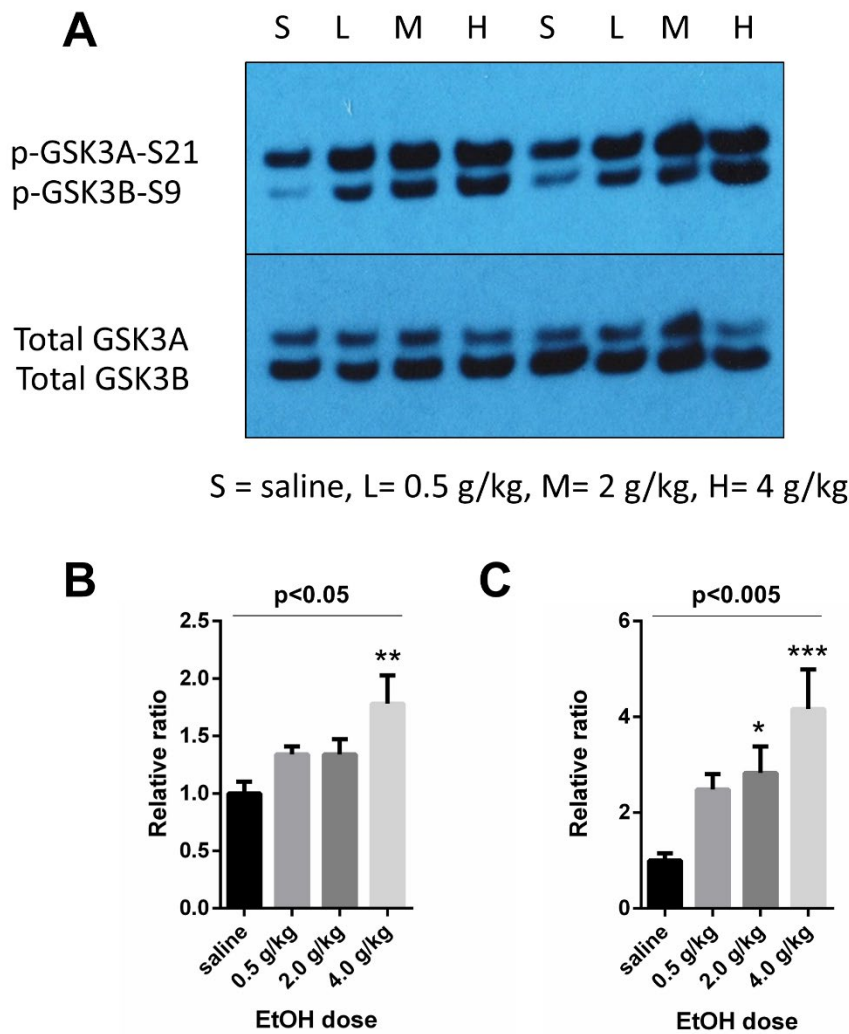 A
S L M H S L M H
p-GSK3A-S21
p-GSK3B-S9
Total GSK3A
Total GSK3B
S = saline, L= 0.5 g/kg, M= 2 g/kg, H= 4 g/kg
B
p<0.05
2.5
2.0
1.5
1.0
0.5
0.0
**
Relative ratio
saline
0.5 g/kg
2.0 g/kg
4.0 g/kg
EtOH dose
C
p<0.005
6
4
2
0
*
***
Relative ratio
saline
0.5 g/kg
2.0 g/kg
4.0 g/kg
EtOH dose